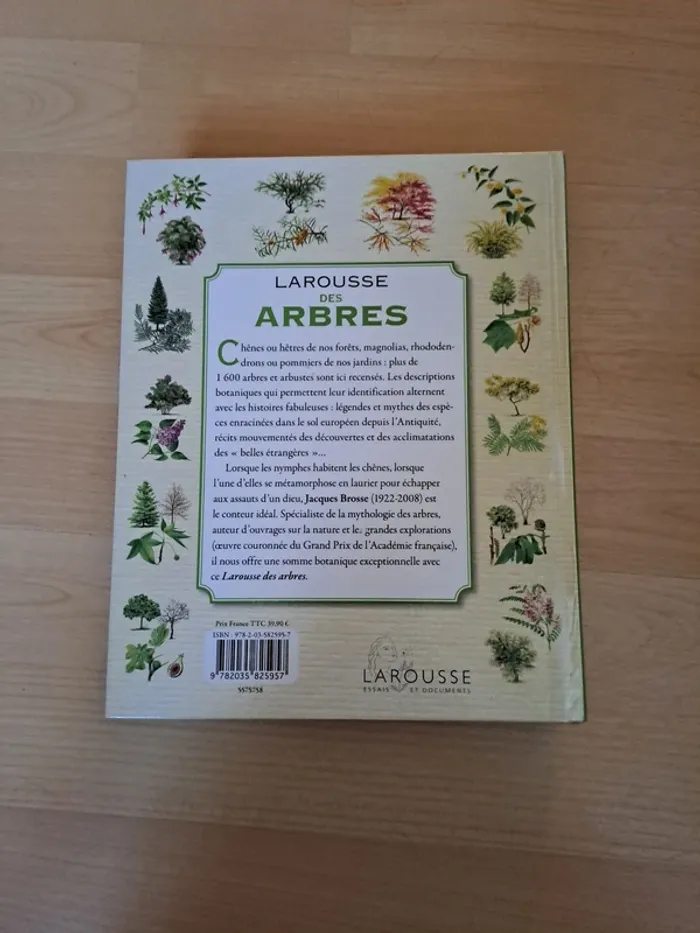 LAROUSSE
DES
ARBRES
Chênes ou hêtres de nos forêts, magnolias, rhododen-
drons ou pommiers de nos jardins : plus de
1 600 arbres et arbustes sont ici recensés. Les descriptions
botaniques qui permettent leur identification alternent
avec les histoires fabuleuses : légendes et mythes des espè-
ces enracinées dans le sol européen depuis l'Antiquité,
récits mouvementés des découvertes et des acclimatations
des « belles étrangères »...
Lorsque les nymphes habitent les chênes, lorsque
l'une d'elles se métamorphose en laurier pour échapper
aux assauts d'un dieu, Jacques Brosse (1922-2008) est
le conteur idéal. Spécialiste de la mythologie des arbres,
auteur d'ouvrages sur la nature et les grandes explorations
(œuvre couronnée du Grand Prix de l'Académie française),
il nous offre une somme botanique exceptionnelle avec
ce Larousse des arbres.
Prix France TTC 39,90 €
ISBN : 978-2-03-582595-7
9 782035 825957
5575758
LAROUSSE
ESSAIS ET DOCUMENTS